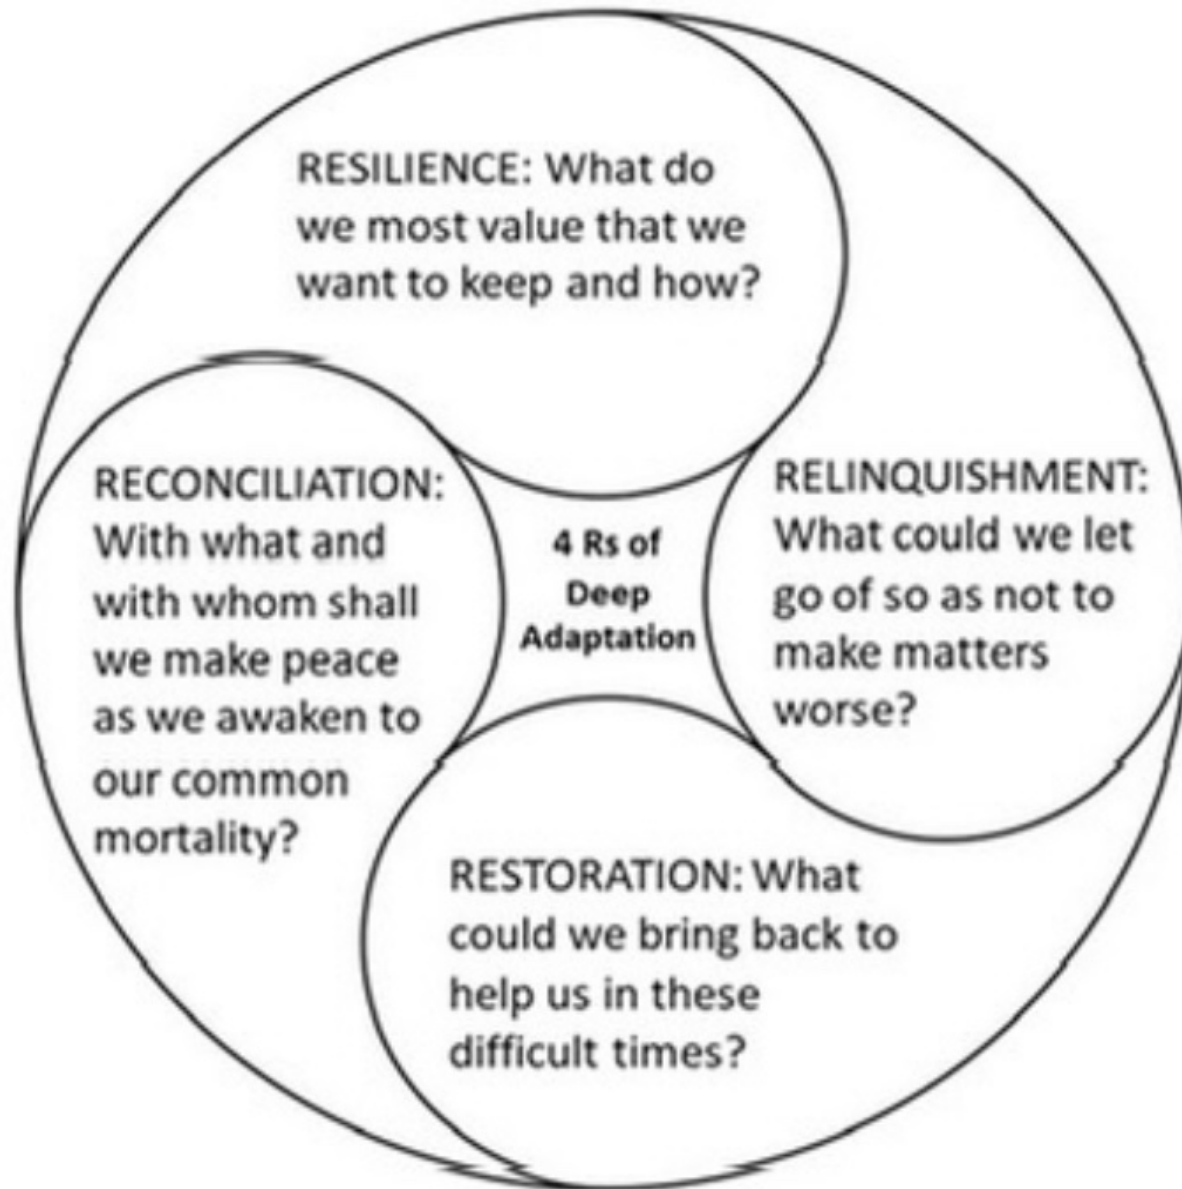 RESILIENCE: What do
we most value that we
want to keep and how?
RELINQUISHMENT:
What could we let
go of so as not to
make matters
worse?
RESTORATION: What
could we bring back to
help us in these
difficult times?
RECONCILIATION:
With what and
with whom shall
we make peace
as we awaken to
our common
mortality?
4 Rs of
Deep
Adaptation